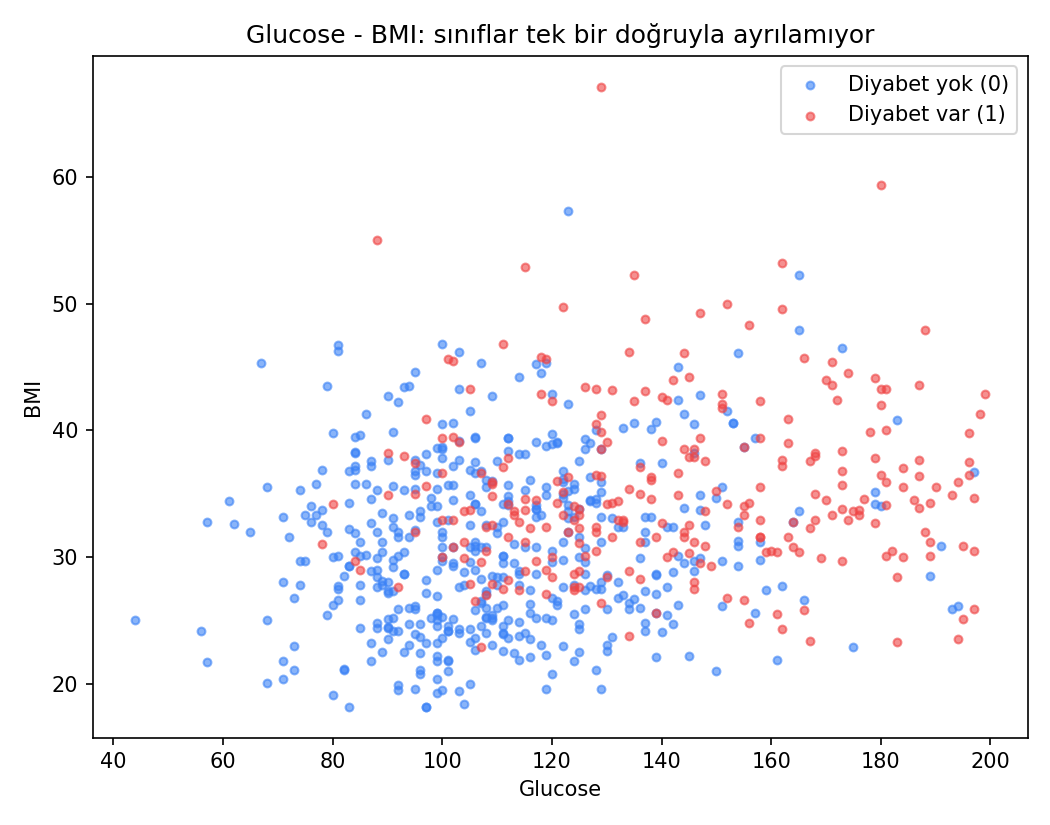 Glucose - BMI: sınıflar tek bir doğruyla ayrılamıyor
Diyabet yok (0)
Diyabet var (1)
BMI
60
50
40
30
20
40 60 80 100 120 140 160 180 200
Glucose